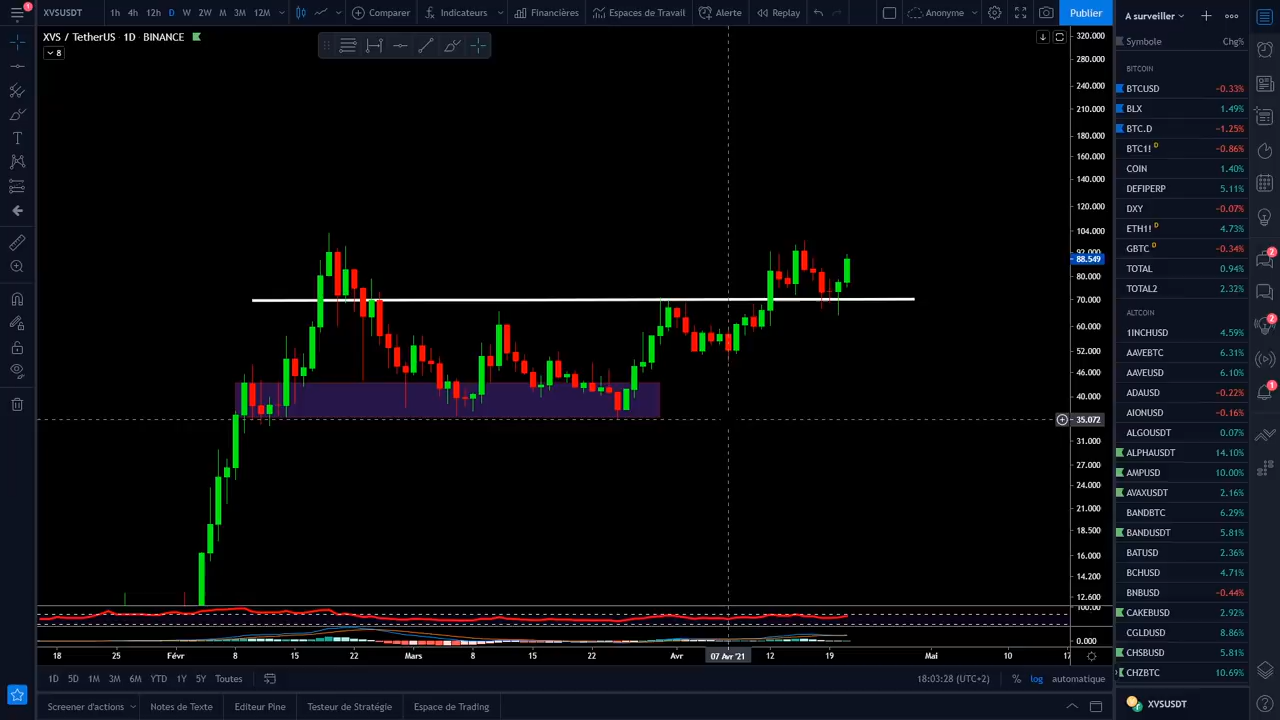 XVSUSDT 1h 4h 12h D W 2W 2M M 3M 12M Comparer Indicateurs Financières Espaces de Travail Alerte Replay Anonyme Publier
XVS / TetherUS 1D BINANCE
8
320.000
280.000
240.000
210.000
180.000
160.000
140.000
120.000
104.000
92.000
88.549
80.000
70.000
60.000
52.000
46.000
40.000
35.072
31.000
27.000
24.000
21.000
18.500
16.000
14.200
12.600
100.00
0.000
18 25 Févr 8 15 22 Mars 8 15 22 Avr 07 Avr '21 12 19 Mai 10 17
1D 5D 1M 3M 6M YTD 1Y 5Y Toutes 18:03:28 (UTC+2) % log automatique
Screener d'actions Notes de Texte Editeur Pine Testeur de Stratégie Espace de Trading
A surveiller
Symbole Chg%
BITCOIN
BTCUSD −0.33%
BLX 1.49%
BTC.D −1.25%
BTC1! D −0.86%
COIN 1.40%
DEFIPERP 5.11%
DXY −0.07%
ETH1! D 4.73%
GBTC D −0.34%
TOTAL 0.94%
TOTAL2 2.32%
ALTCOIN
1INCHUSD 4.59%
AAVEBTC 6.31%
AAVEUSD 6.10%
ADAUSD −0.22%
AIONUSD −0.16%
ALGOUSDT 0.07%
ALPHAUSDT 14.10%
AMPUSD 10.00%
AVAXUSDT 2.16%
BANDBTC 6.29%
BANDUSDT 5.81%
BATUSD 2.36%
BCHUSD 4.71%
BNBUSD −0.44%
CAKEBUSD 2.92%
CGLDUSD 8.86%
CHSBUSD 5.81%
CHZBTC 10.69%
XVSUSDT
1
2
2
1